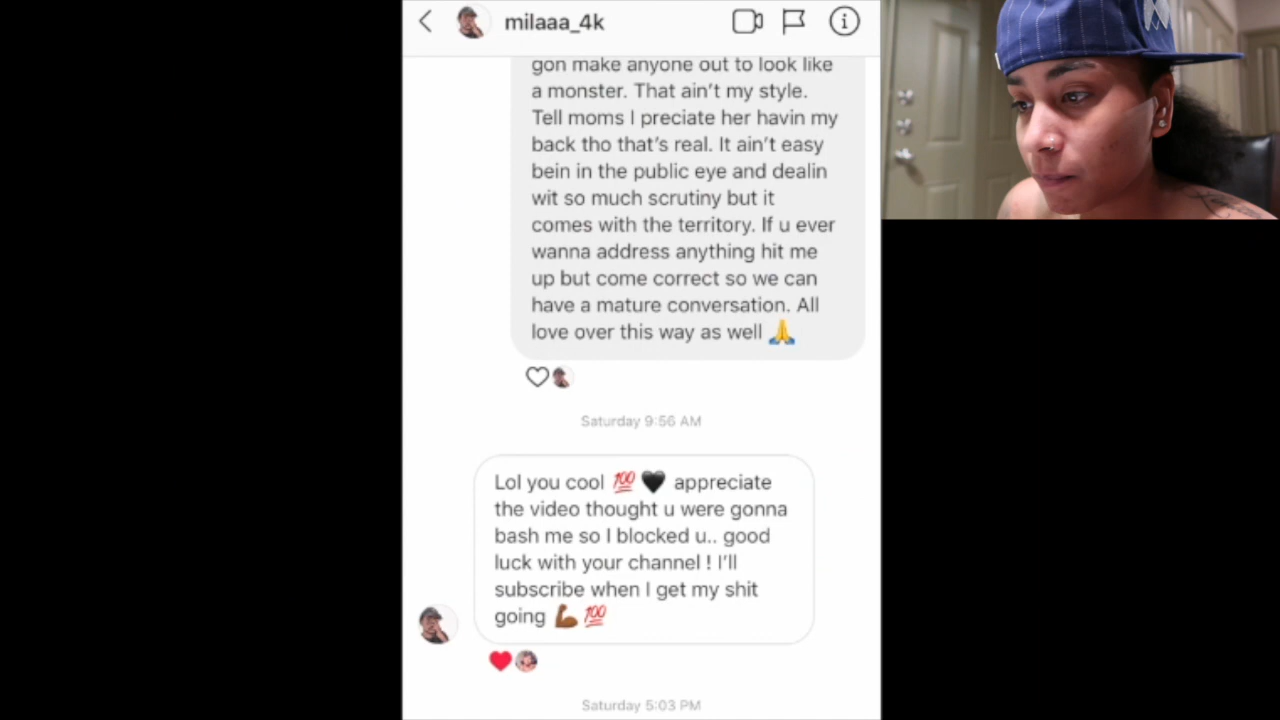 milaaa_4k
gon make anyone out to look like
a monster. That ain't my style.
Tell moms I preciate her havin my
back tho that's real. It ain't easy
bein in the public eye and dealin
wit so much scrutiny but it
comes with the territory. If u ever
wanna address anything hit me
up but come correct so we can
have a mature conversation. All
love over this way as well 🙏
Saturday 9:56 AM
Lol you cool 💯🖤 appreciate
the video thought u were gonna
bash me so I blocked u.. good
luck with your channel ! I'll
subscribe when I get my shit
going 💪🏾💯
Saturday 5:03 PM